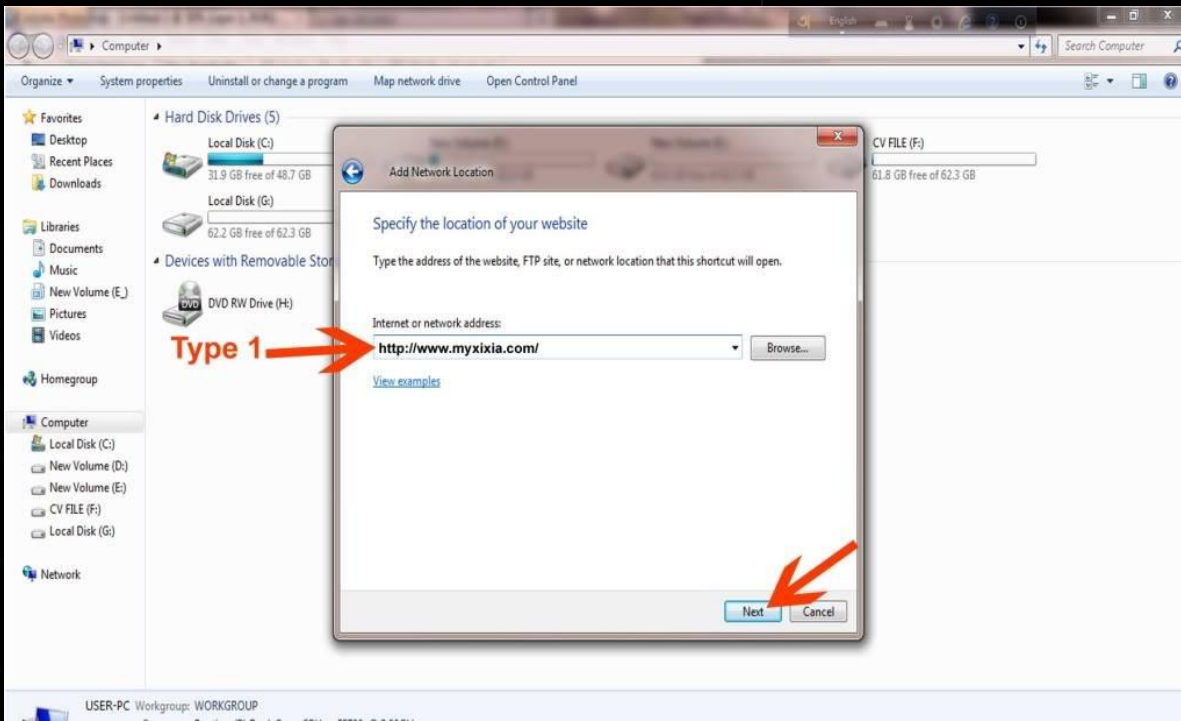 English
Computer
Search Computer
Organize
System properties
Uninstall or change a program
Map network drive
Open Control Panel
Favorites
Desktop
Recent Places
Downloads
Libraries
Documents
Music
New Volume (E_)
Pictures
Videos
Homegroup
Computer
Local Disk (C:)
New Volume (D:)
New Volume (E:)
CV FILE (F:)
Local Disk (G:)
Network
Hard Disk Drives (5)
Local Disk (C:)
31.9 GB free of 48.7 GB
Local Disk (G:)
62.2 GB free of 62.3 GB
CV FILE (F:)
61.8 GB free of 62.3 GB
Devices with Removable Stor
DVD
DVD RW Drive (H:)
Type 1
Add Network Location
Specify the location of your website
Type the address of the website, FTP site, or network location that this shortcut will open.
Internet or network address:
http://www.myxixia.com/
Browse...
View examples
Next
Cancel
USER-PC Workgroup: WORKGROUP